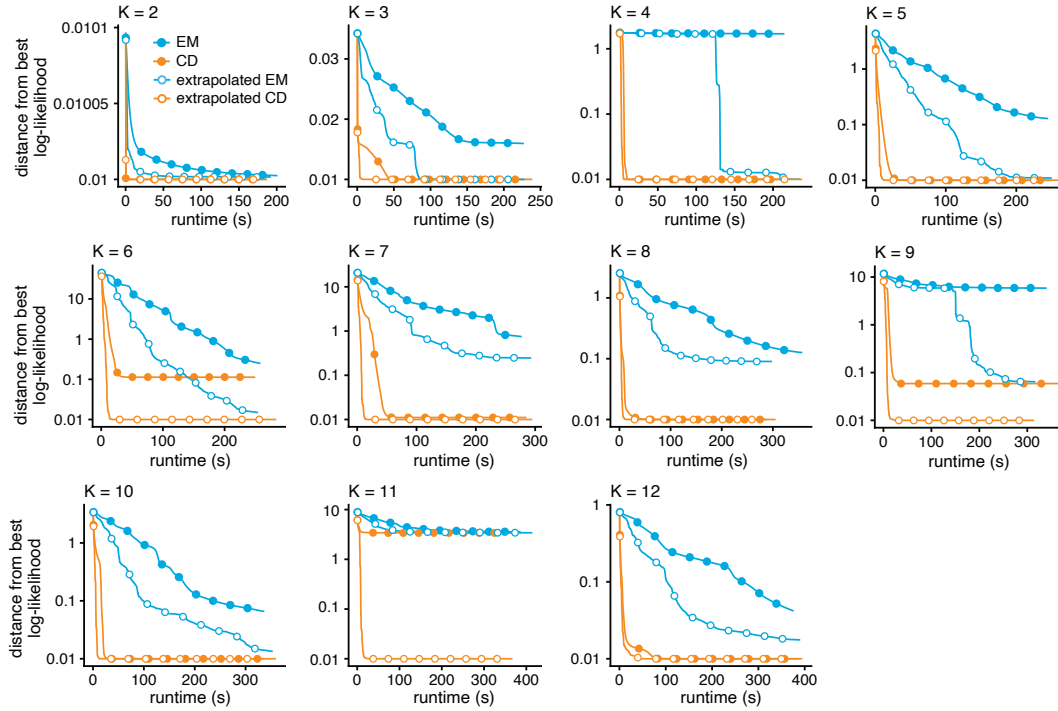 K = 2
K = 3
K = 4
K = 5
distance from best
log-likelihood
0.0101
0.01005
0.01
EM
CD
extrapolated EM
extrapolated CD
0 50 100 150 200
runtime (s)
0.03
0.02
0.01
0 50 100 150 200 250
runtime (s)
1
0.1
0.01
0 50 100 150 200
runtime (s)
1
0.1
0.01
0 100 200
runtime (s)
K = 6
K = 7
K = 8
K = 9
distance from best
log-likelihood
10
1
0.1
0.01
0 100 200
runtime (s)
10
1
0.1
0.01
0 100 200 300
runtime (s)
1
0.1
0.01
0 100 200 300
runtime (s)
10
1
0.1
0.01
0 100 200 300
runtime (s)
K = 10
K = 11
K = 12
distance from best
log-likelihood
1
0.1
0.01
0 100 200 300
runtime (s)
10
1
0.1
0.01
0 100 200 300 400
runtime (s)
1
0.1
0.01
0 100 200 300 400
runtime (s)